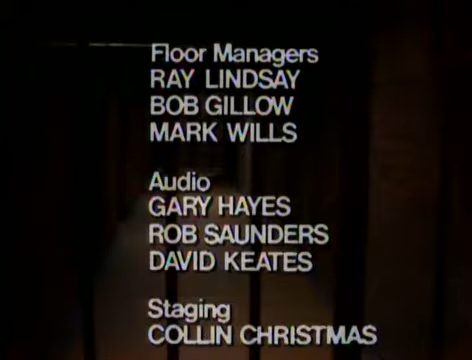 Floor Managers
RAY LINDSAY
BOB GILLOW
MARK WILLS
Audio
GARY HAYES
ROB SAUNDERS
DAVID KEATES
Staging
COLLIN CHRISTMAS